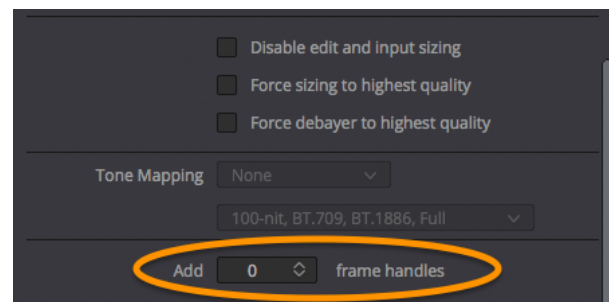 Disable edit and input sizing
Force sizing to highest quality
Force debayer to highest quality
Tone Mapping None
100-nit, BT.709, BT.1886, Full
Add 0 frame handles